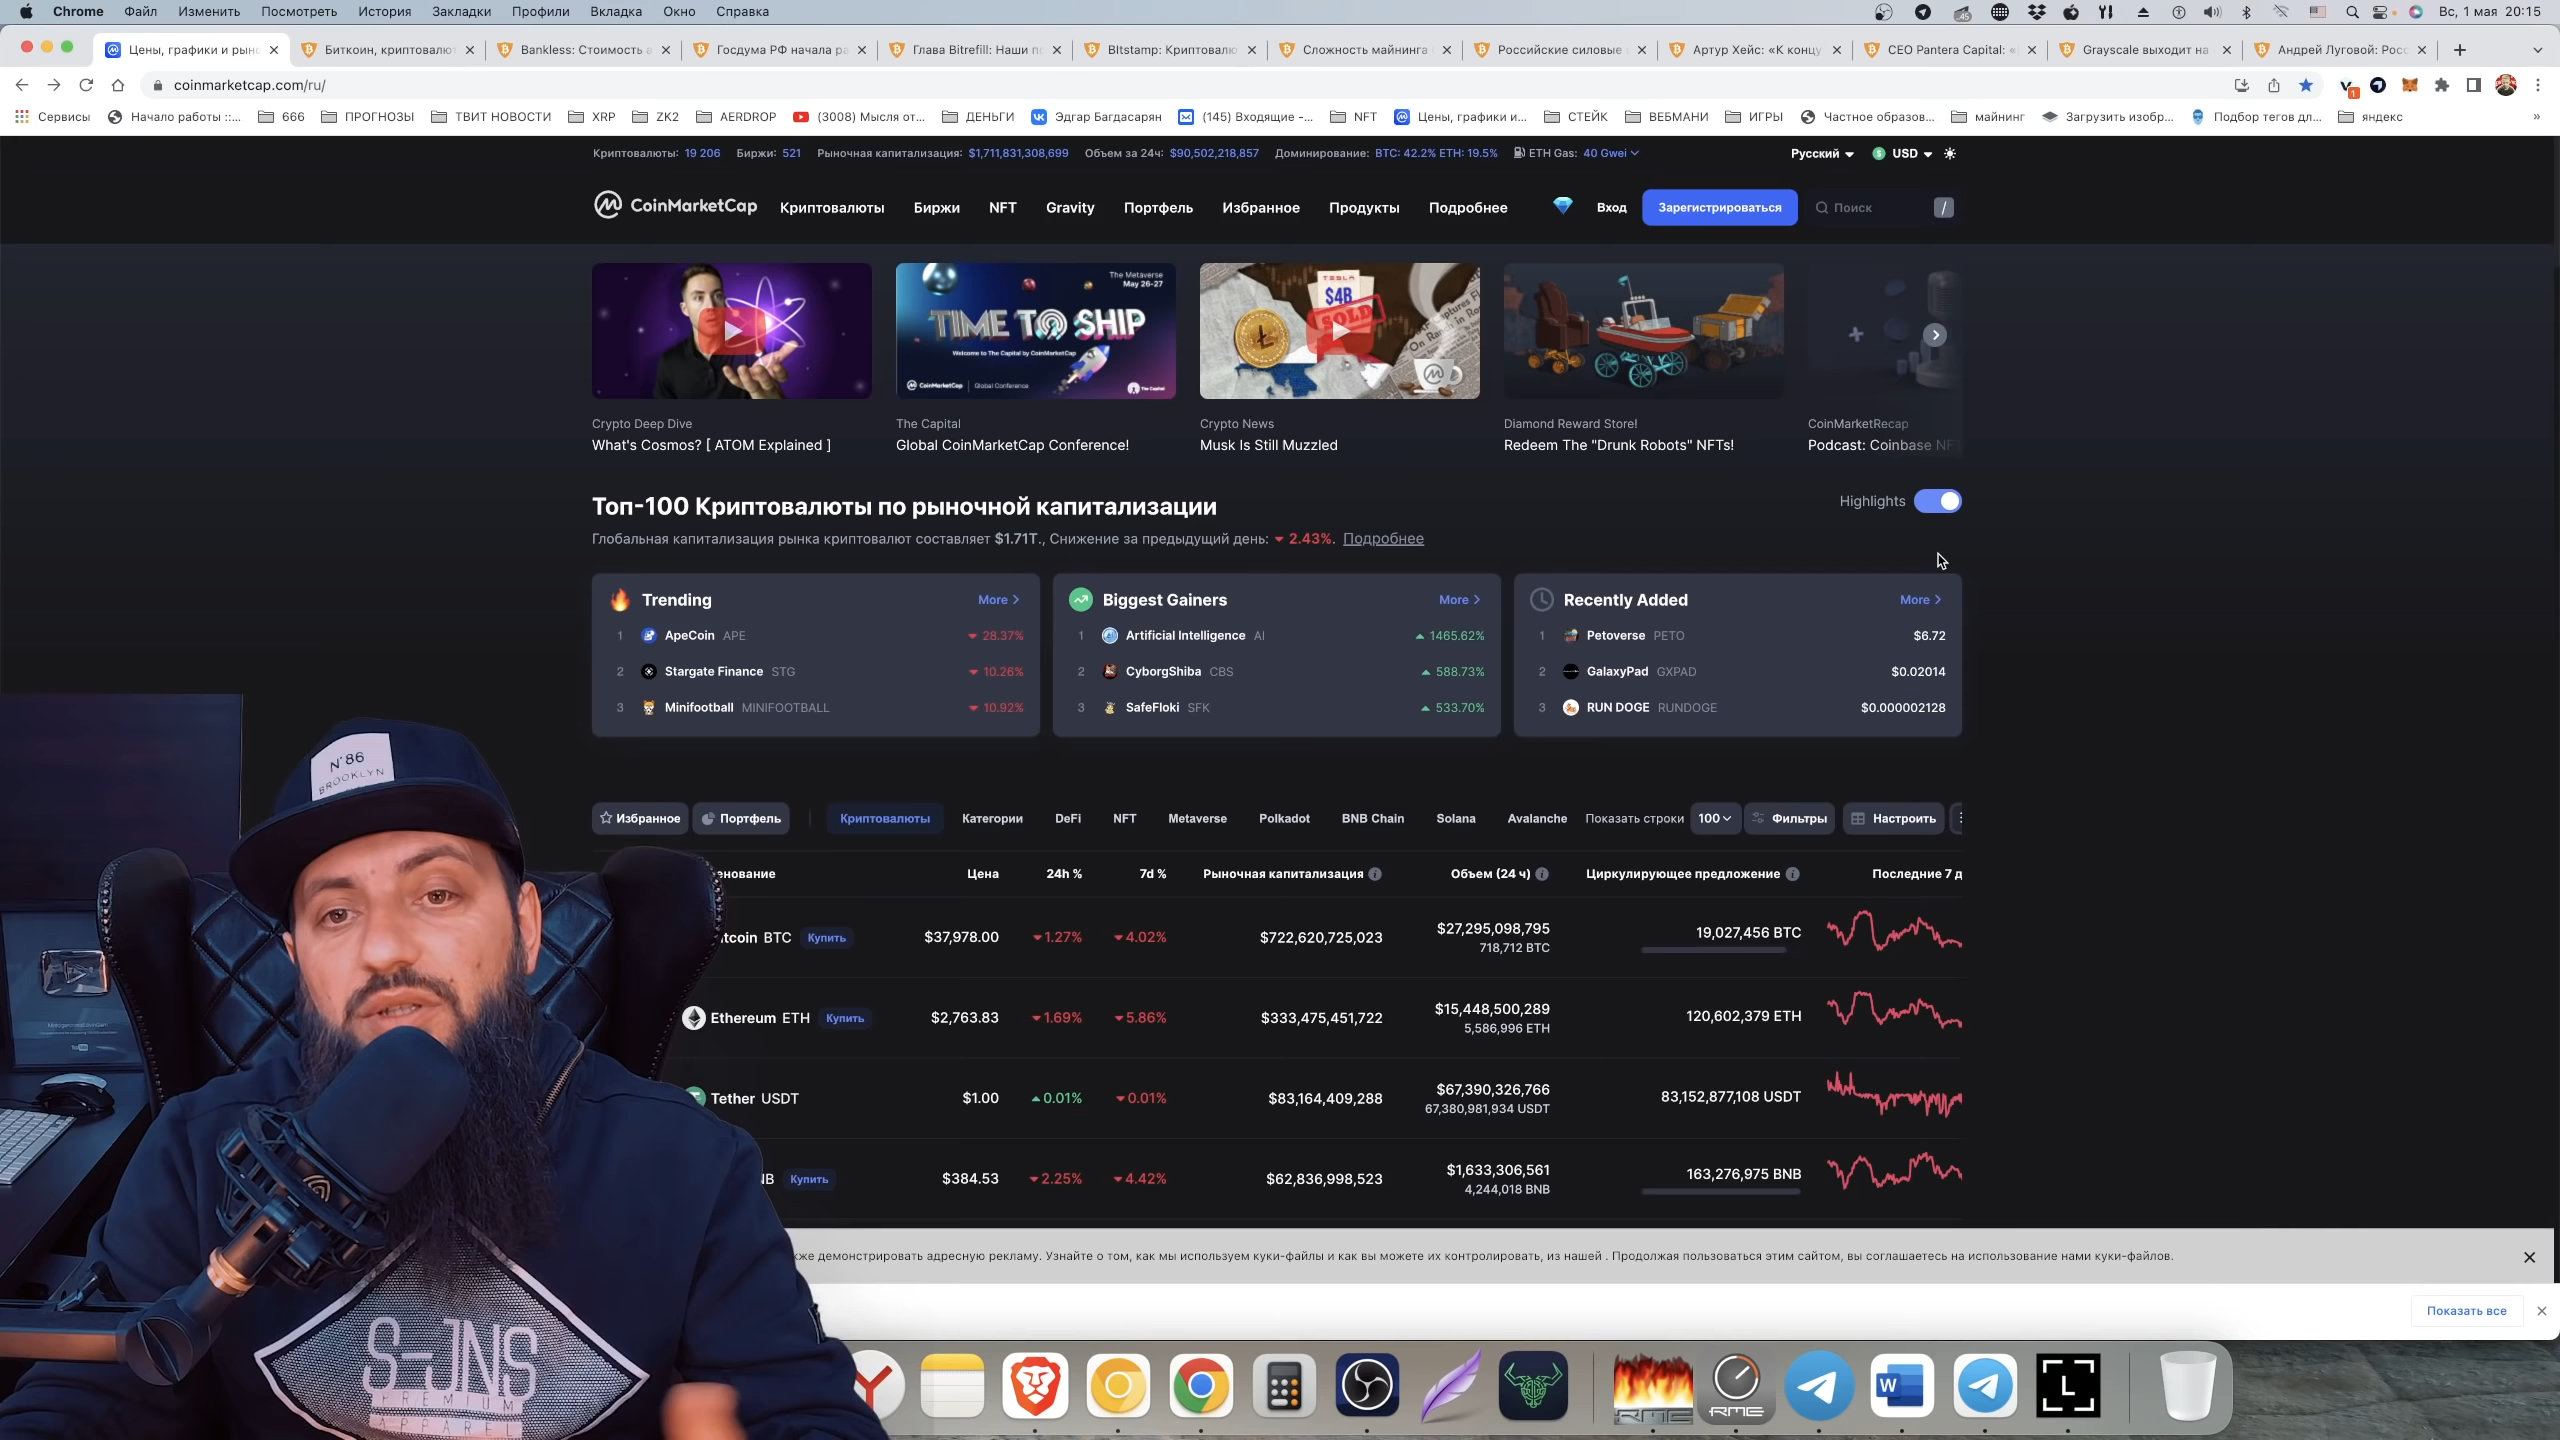 Chrome Файл Изменить Посмотреть История Закладки Профили Вкладка Окно Справка
Вс, 1 мая 20:15
Цены, графики и рын
Биткоин, криптовалют
Bankless: Стоимость а
Госдума РФ начала ра
Глава Bitrefill: Наши п
BItstamp: Криптовалю
Сложность майнинга
Российские силовые
Артур Хейс: «К концу
CEO Pantera Capital: «
Grayscale выходит на
Андрей Луговой: Рос
coinmarketcap.com/ru/
Сервисы Начало работы ::... 666 ПРОГНОЗЫ ТВИТ НОВОСТИ XRP ZK2 AERDROP (3008) Мысля от... ДЕНЬГИ Эдгар Багдасарян (145) Входящие -... NFT Цены, графики и... СТЕЙК ВЕБМАНИ ИГРЫ Частное образов... майнинг Загрузить изобр... Подбор тегов дл... яндекс »
Криптовалюты: 19 206 Биржи: 521 Рыночная капитализация: $1,711,831,308,699 Объем за 24ч: $90,502,218,857 Доминирование: BTC: 42.2% ETH: 19.5% ETH Gas: 40 Gwei Русский USD
CoinMarketCap Криптовалюты Биржи NFT Gravity Портфель Избранное Продукты Подробнее Вход Зарегистрироваться Поиск /
The Metaverse
May 26-27
TIME TO SHIP
Welcome to The Capital by CoinMarketCap
CoinMarketCap Global Conference The Capital
TESLA
$4B
SOLD
Crypto Deep Dive
What's Cosmos? [ ATOM Explained ]
The Capital
Global CoinMarketCap Conference!
Crypto News
Musk Is Still Muzzled
Diamond Reward Store!
Redeem The "Drunk Robots" NFTs!
CoinMarketRecap
Podcast: Coinbase NF
Топ-100 Криптовалюты по рыночной капитализации
Highlights
Глобальная капитализация рынка криптовалют составляет $1.71T., Снижение за предыдущий день: 2.43%. Подробнее
Trending More
1 ApeCoin APE 28.37%
2 Stargate Finance STG 10.26%
3 Minifootball MINIFOOTBALL 10.92%
Biggest Gainers More
1 Artificial Intelligence AI 1465.62%
2 CyborgShiba CBS 588.73%
3 SafeFloki SFK 533.70%
Recently Added More
1 Petoverse PETO $6.72
2 GalaxyPad GXPAD $0.02014
3 RUN DOGE RUNDOGE $0.000002128
Избранное Портфель Криптовалюты Категории DeFi NFT Metaverse Polkadot BNB Chain Solana Avalanche Показать строки 100 Фильтры Настроить
енование Цена 24h % 7d % Рыночная капитализация Объем (24 ч) Циркулирующее предложение Последние 7 д
tcoin BTC Купить $37,978.00 1.27% 4.02% $722,620,725,023 $27,295,098,795 19,027,456 BTC
718,712 BTC
Ethereum ETH Купить $2,763.83 1.69% 5.86% $333,475,451,722 $15,448,500,289 120,602,379 ETH
5,586,996 ETH
Tether USDT $1.00 0.01% 0.01% $83,164,409,288 $67,390,326,766 83,152,877,108 USDT
67,380,981,934 USDT
NB Купить $384.53 2.25% 4.42% $62,836,998,523 $1,633,306,561 163,276,975 BNB
4,244,018 BNB
же демонстрировать адресную рекламу. Узнайте о том, как мы используем куки-файлы и как вы можете их контролировать, из нашей . Продолжая пользоваться этим сайтом, вы соглашаетесь на использование нами куки-файлов.
Показать все
N°86
BROOKLYN
S-JNS
PREMIUM
APPAREL
RME
RME
W
L